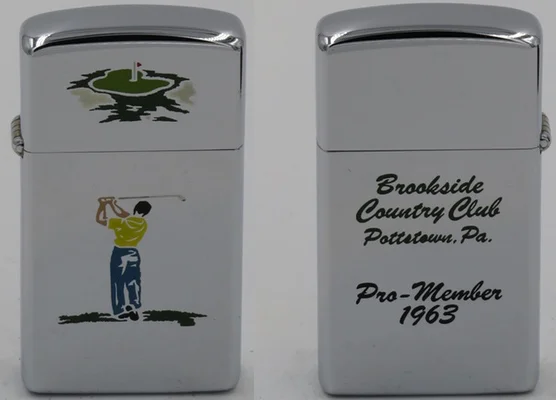 Brookside
Country Club
Pottstown, Pa.
Pro-Member
1963